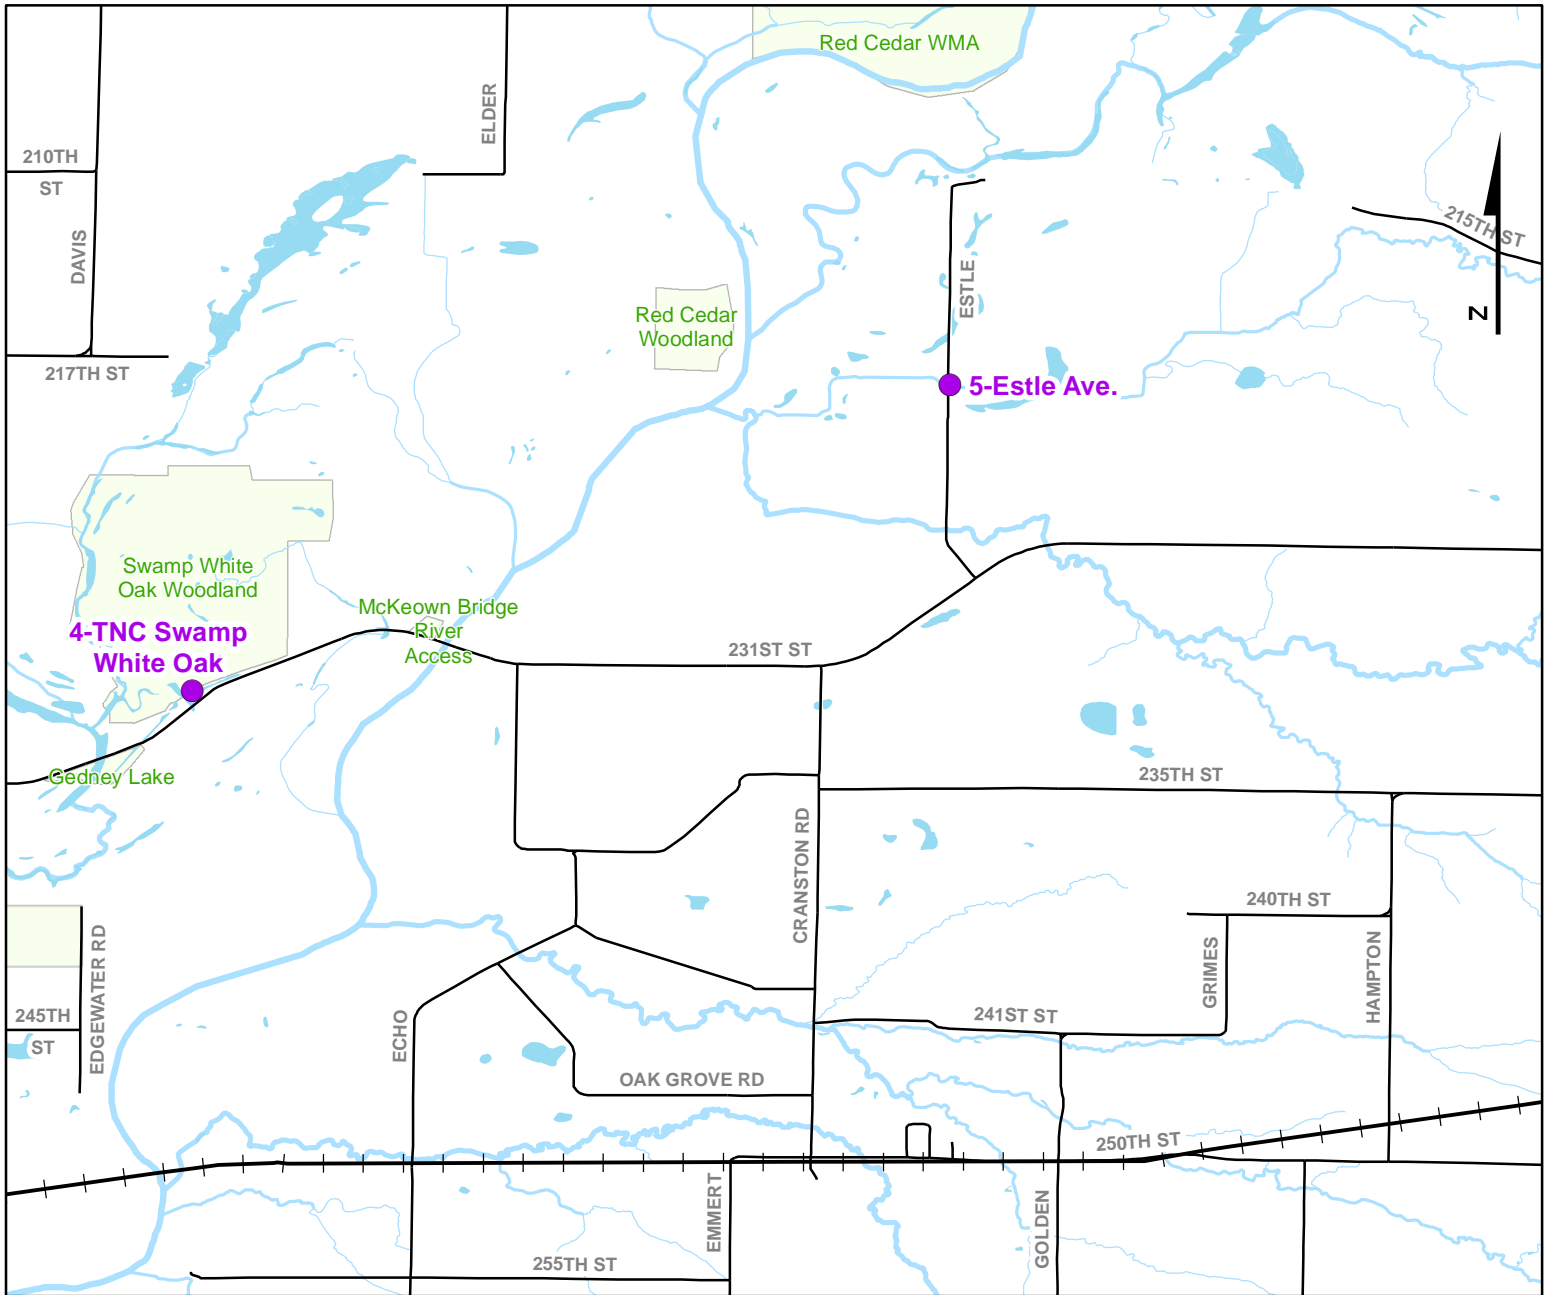 Red Cedar WMA
ELDER
210TH
ST
DAVIS
215TH ST
N
ESTLE
Red Cedar
Woodland
217TH ST
5-Estle Ave.
Swamp White
Oak Woodland
McKeown Bridge
River
Access
4-TNC Swamp
White Oak
231ST ST
Gedney Lake
235TH ST
CRANSTON RD
240TH ST
EDGEWATER RD
GRIMES
HAMPTON
245TH
ST
ECHO
241ST ST
OAK GROVE RD
250TH ST
EMMERT
GOLDEN
255TH ST